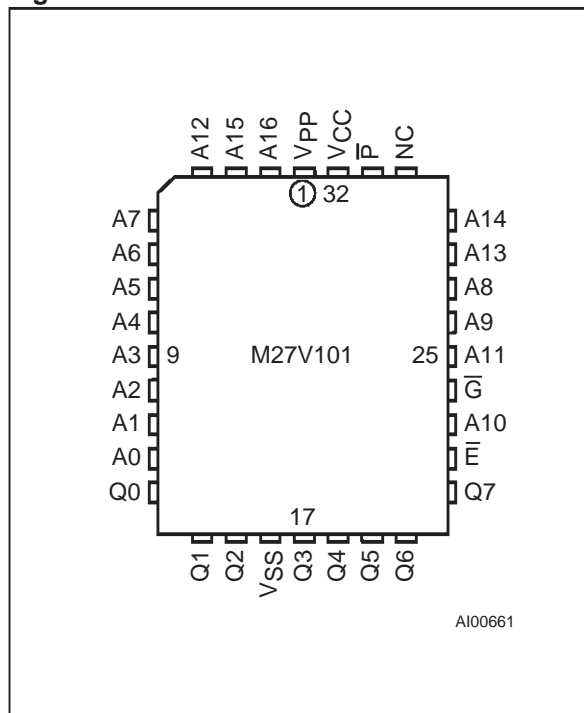 A12 A15 A16 VPP VCC P̅ NC
1 32
A7 A14
A6 A13
A5 A8
A4 A9
A3 9 M27V101 25 A11
A2 G̅
A1 A10
A0 E̅
Q0 Q7
17
Q1 Q2 VSS Q3 Q4 Q5 Q6
AI00661